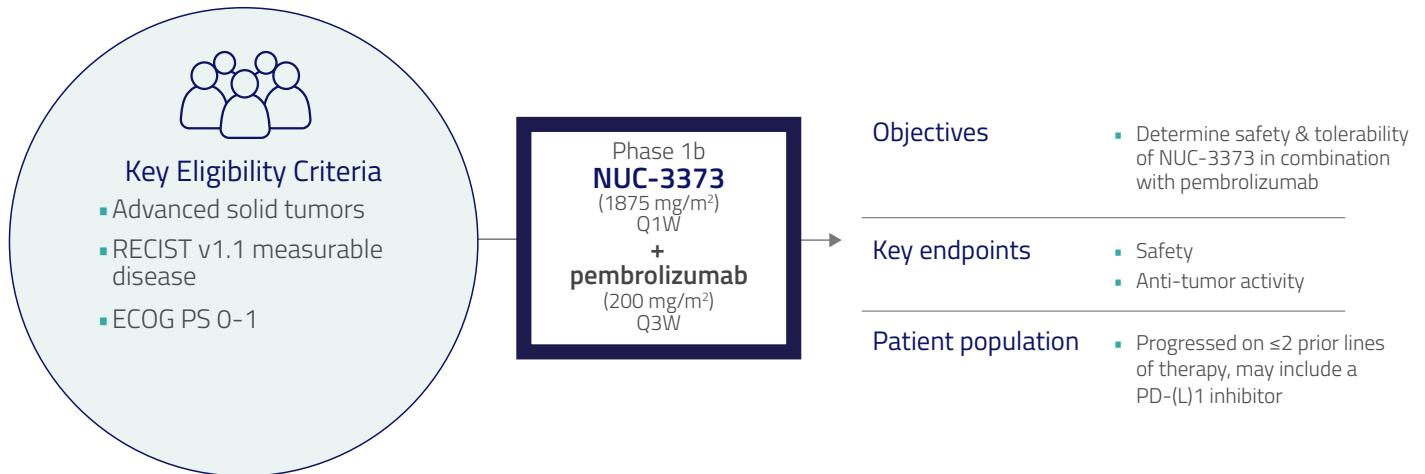 Key Eligibility Criteria
▪ Advanced solid tumors
▪ RECIST v1.1 measurable
disease
▪ ECOG PS 0-1
Phase 1b
NUC-3373
(1875 mg/m²)
Q1W
+
pembrolizumab
(200 mg/m²)
Q3W
Objectives
▪ Determine safety & tolerability
of NUC-3373 in combination
with pembrolizumab
Key endpoints
▪ Safety
▪ Anti-tumor activity
Patient population
▪ Progressed on ≤2 prior lines
of therapy, may include a
PD-(L)1 inhibitor